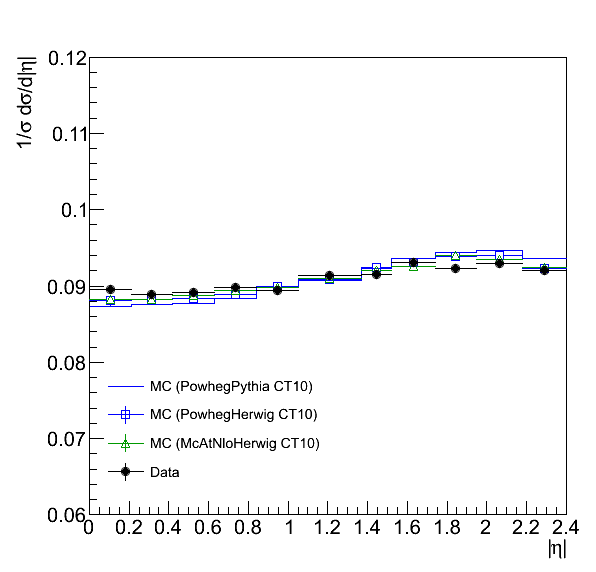 1/σ dσ/d|η|
0.12
0.11
0.1
0.09
0.08
0.07
0.06
MC (PowhegPythia CT10)
MC (PowhegHerwig CT10)
MC (McAtNloHerwig CT10)
Data
0 0.2 0.4 0.6 0.8 1 1.2 1.4 1.6 1.8 2 2.2 2.4
|η|